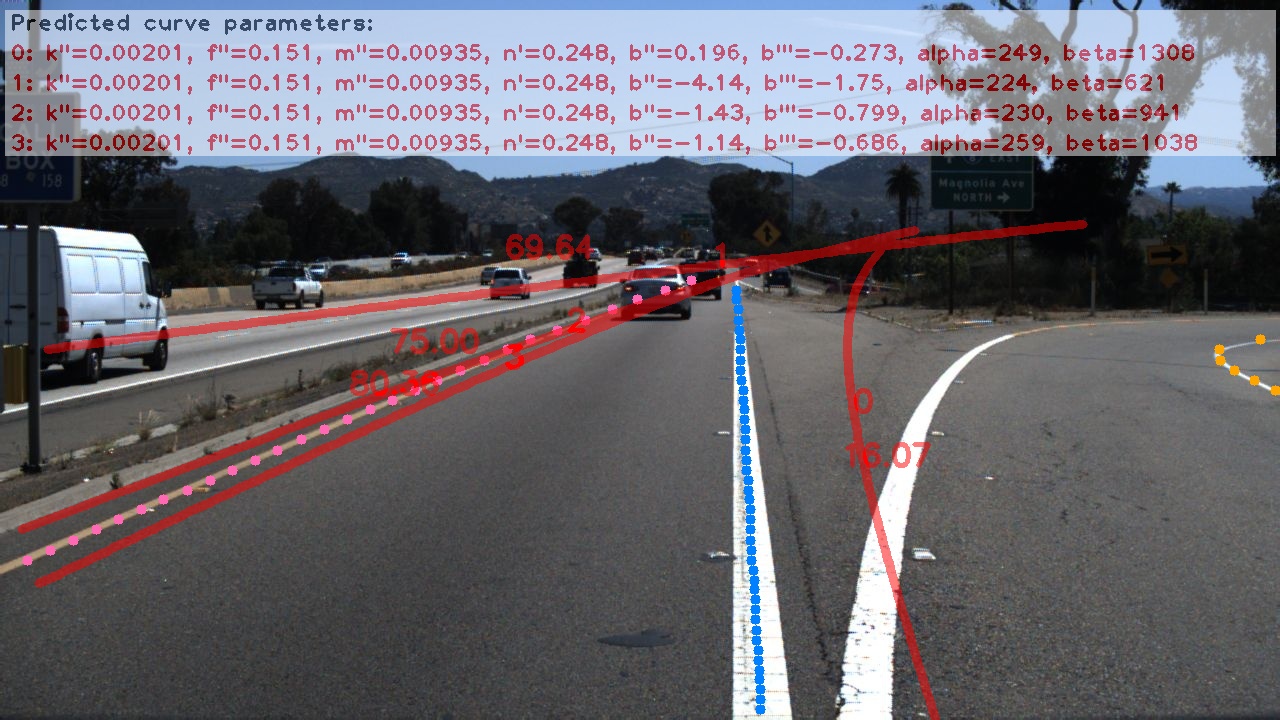 Predicted curve parameters:
0: k''=0.00201, f''=0.151, m''=0.00935, n'=0.248, b''=0.196, b'''=-0.273, alpha=249, beta=1308
1: k''=0.00201, f''=0.151, m''=0.00935, n'=0.248, b''=-4.14, b'''=-1.75, alpha=224, beta=621
2: k''=0.00201, f''=0.151, m''=0.00935, n'=0.248, b''=-1.43, b'''=-0.799, alpha=230, beta=941
3: k''=0.00201, f''=0.151, m''=0.00935, n'=0.248, b''=-1.14, b'''=-0.686, alpha=259, beta=1038
BOX
8 158
EAST
Magnolia Ave
NORTH →
69.64
1
2
75.00
3
0
16.07